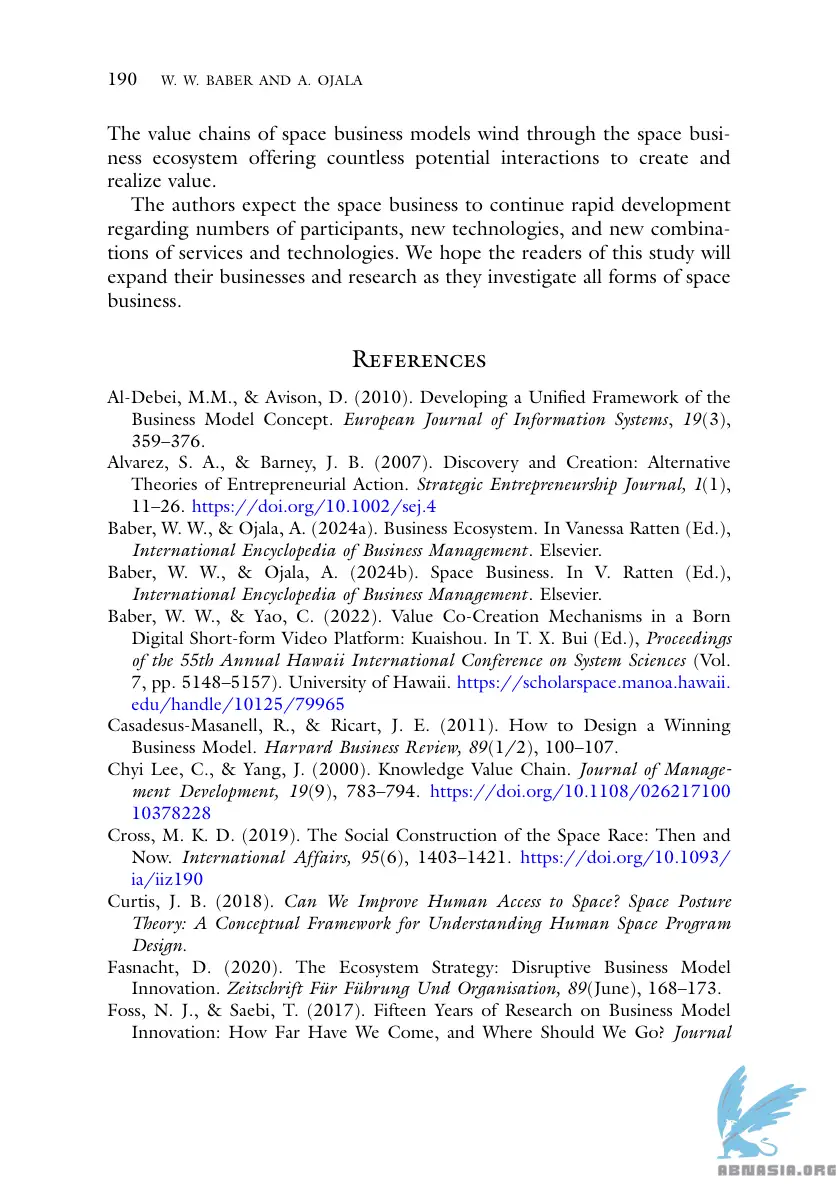 190 W. W. BABER AND A. OJALA
The value chains of space business models wind through the space busi-
ness ecosystem offering countless potential interactions to create and
realize value.
The authors expect the space business to continue rapid development
regarding numbers of participants, new technologies, and new combina-
tions of services and technologies. We hope the readers of this study will
expand their businesses and research as they investigate all forms of space
business.
References
Al-Debei, M.M., & Avison, D. (2010). Developing a Unified Framework of the
Business Model Concept. European Journal of Information Systems, 19(3),
359–376.
Alvarez, S. A., & Barney, J. B. (2007). Discovery and Creation: Alternative
Theories of Entrepreneurial Action. Strategic Entrepreneurship Journal, 1(1),
11–26. https://doi.org/10.1002/sej.4
Baber, W. W., & Ojala, A. (2024a). Business Ecosystem. In Vanessa Ratten (Ed.),
International Encyclopedia of Business Management. Elsevier.
Baber, W. W., & Ojala, A. (2024b). Space Business. In V. Ratten (Ed.),
International Encyclopedia of Business Management. Elsevier.
Baber, W. W., & Yao, C. (2022). Value Co-Creation Mechanisms in a Born
Digital Short-form Video Platform: Kuaishou. In T. X. Bui (Ed.), Proceedings
of the 55th Annual Hawaii International Conference on System Sciences (Vol.
7, pp. 5148–5157). University of Hawaii. https://scholarspace.manoa.hawaii.
edu/handle/10125/79965
Casadesus-Masanell, R., & Ricart, J. E. (2011). How to Design a Winning
Business Model. Harvard Business Review, 89(1/2), 100–107.
Chyi Lee, C., & Yang, J. (2000). Knowledge Value Chain. Journal of Manage-
ment Development, 19(9), 783–794. https://doi.org/10.1108/026217100
10378228
Cross, M. K. D. (2019). The Social Construction of the Space Race: Then and
Now. International Affairs, 95(6), 1403–1421. https://doi.org/10.1093/
ia/iiz190
Curtis, J. B. (2018). Can We Improve Human Access to Space? Space Posture
Theory: A Conceptual Framework for Understanding Human Space Program
Design.
Fasnacht, D. (2020). The Ecosystem Strategy: Disruptive Business Model
Innovation. Zeitschrift Für Führung Und Organisation, 89(June), 168–173.
Foss, N. J., & Saebi, T. (2017). Fifteen Years of Research on Business Model
Innovation: How Far Have We Come, and Where Should We Go? Journal
ABNASIA.ORG